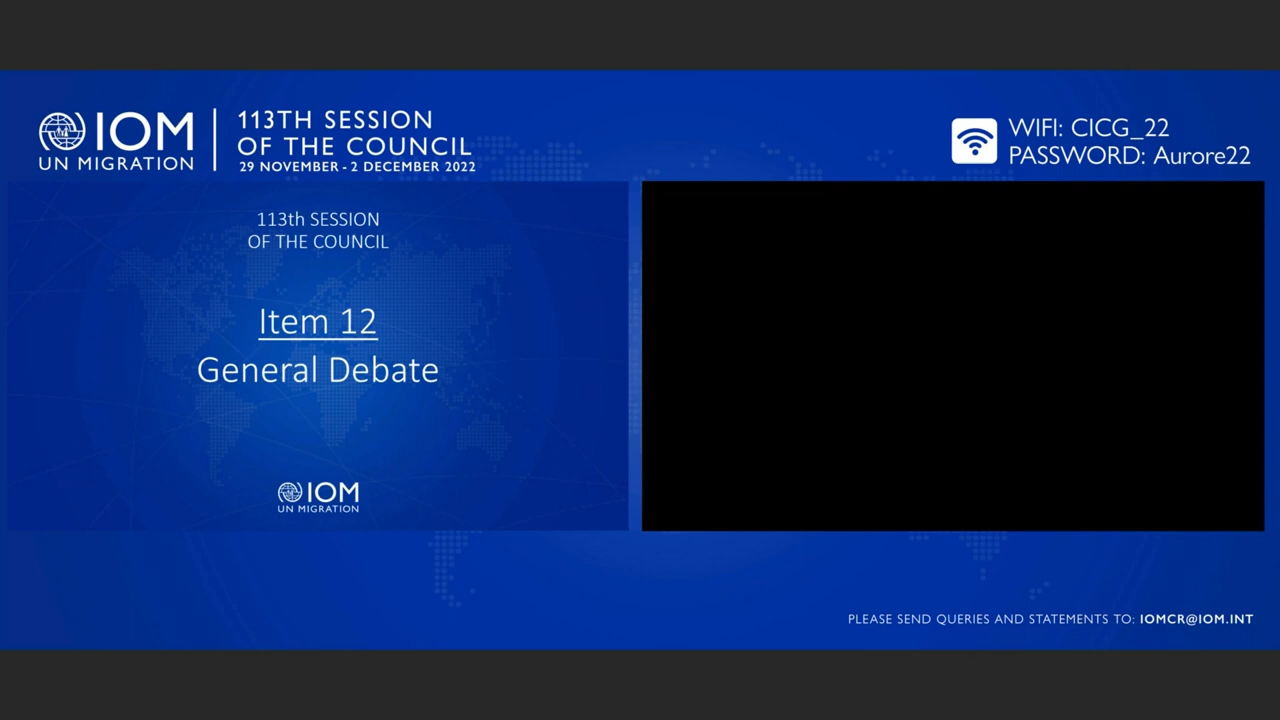 IOM
UN MIGRATION
113TH SESSION
OF THE COUNCIL
29 NOVEMBER - 2 DECEMBER 2022
WIFI: CICG_22
PASSWORD: Aurore22
113th SESSION
OF THE COUNCIL
Item 12
General Debate
IOM
UN MIGRATION
PLEASE SEND QUERIES AND STATEMENTS TO: IOMCR@IOM.INT